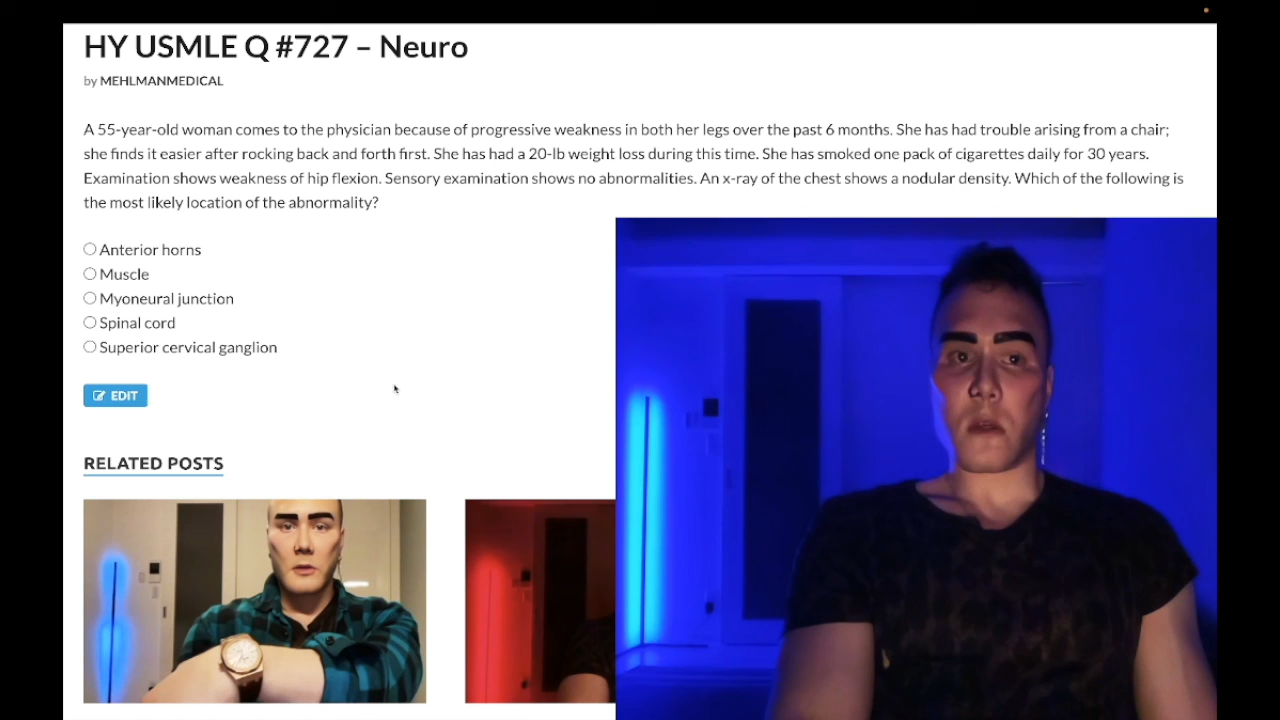 HY USMLE Q #727 – Neuro
by MEHLMANMEDICAL
A 55-year-old woman comes to the physician because of progressive weakness in both her legs over the past 6 months. She has had trouble arising from a chair;
she finds it easier after rocking back and forth first. She has had a 20-lb weight loss during this time. She has smoked one pack of cigarettes daily for 30 years.
Examination shows weakness of hip flexion. Sensory examination shows no abnormalities. An x-ray of the chest shows a nodular density. Which of the following is
the most likely location of the abnormality?
Anterior horns
Muscle
Myoneural junction
Spinal cord
Superior cervical ganglion
EDIT
RELATED POSTS